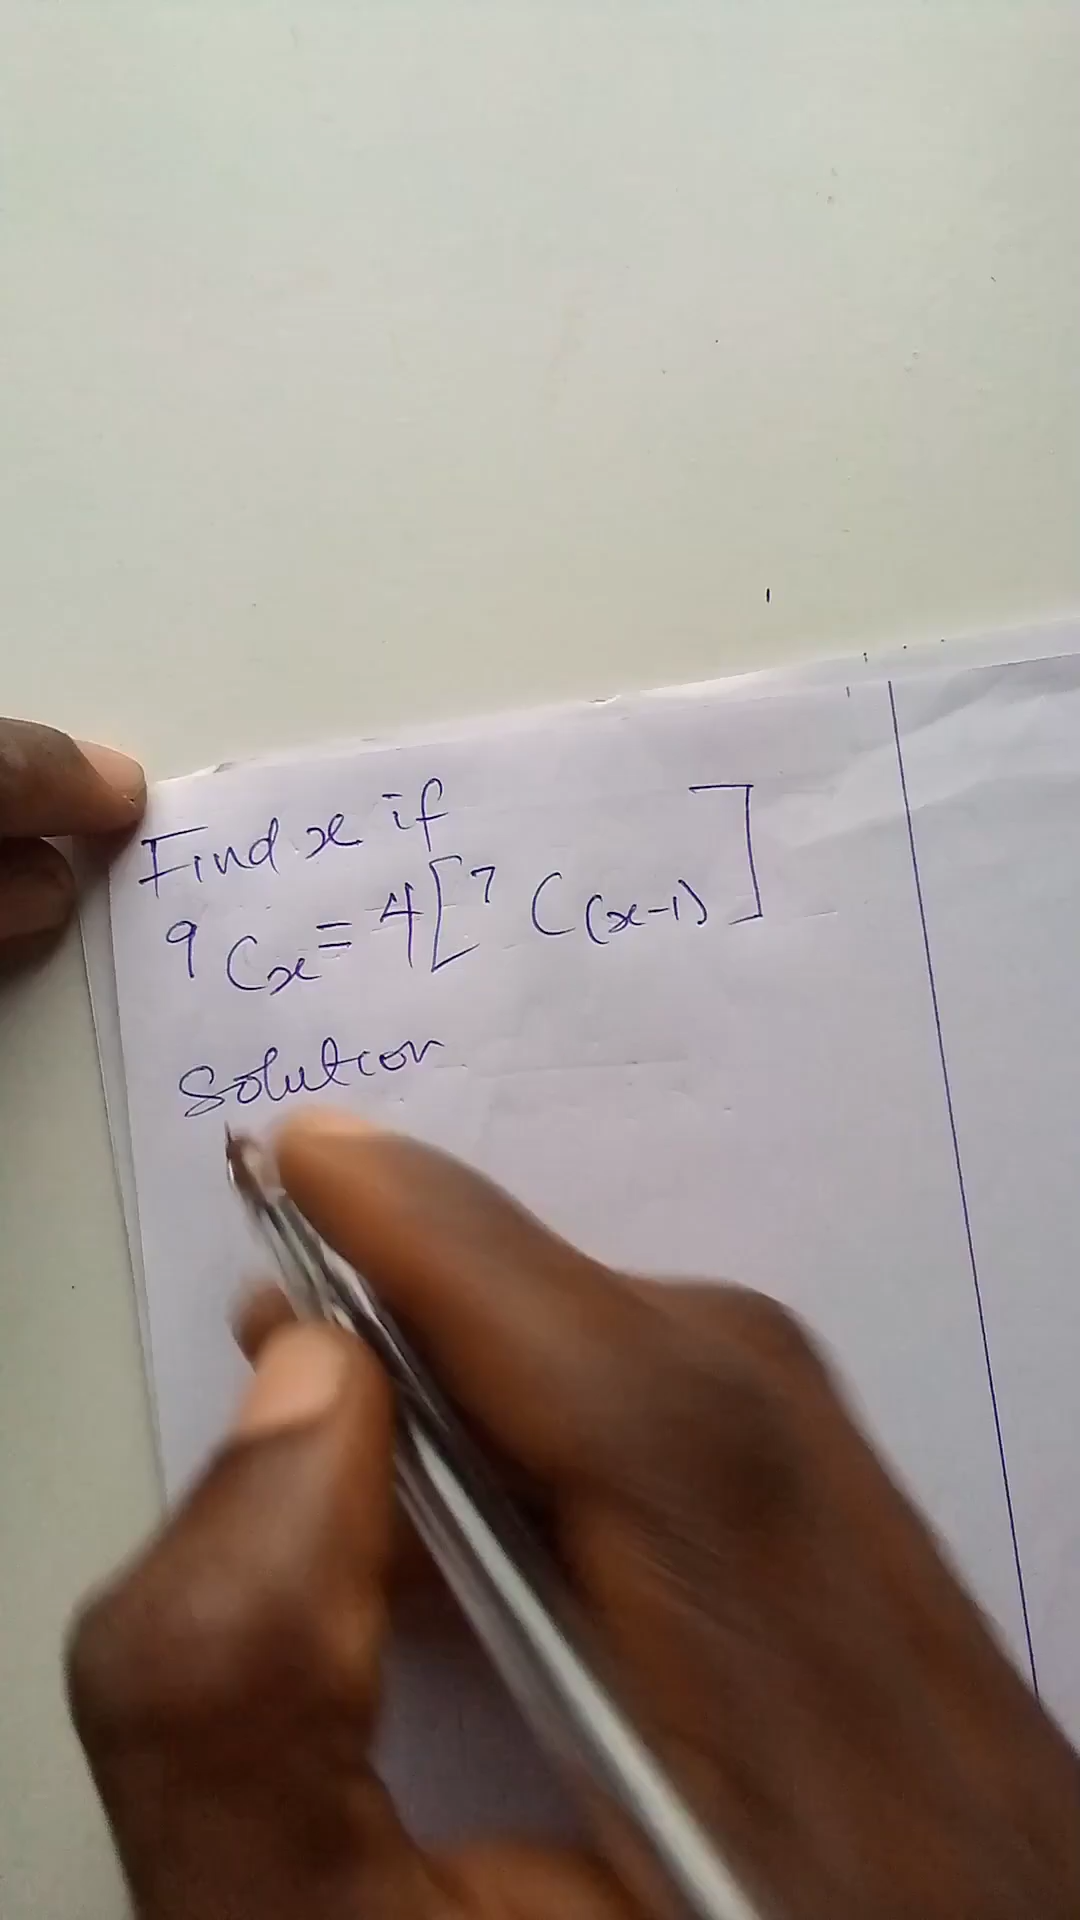 Find x if
⁹Cₓ = 4[⁷C₍ₓ₋₁₎]
Solution